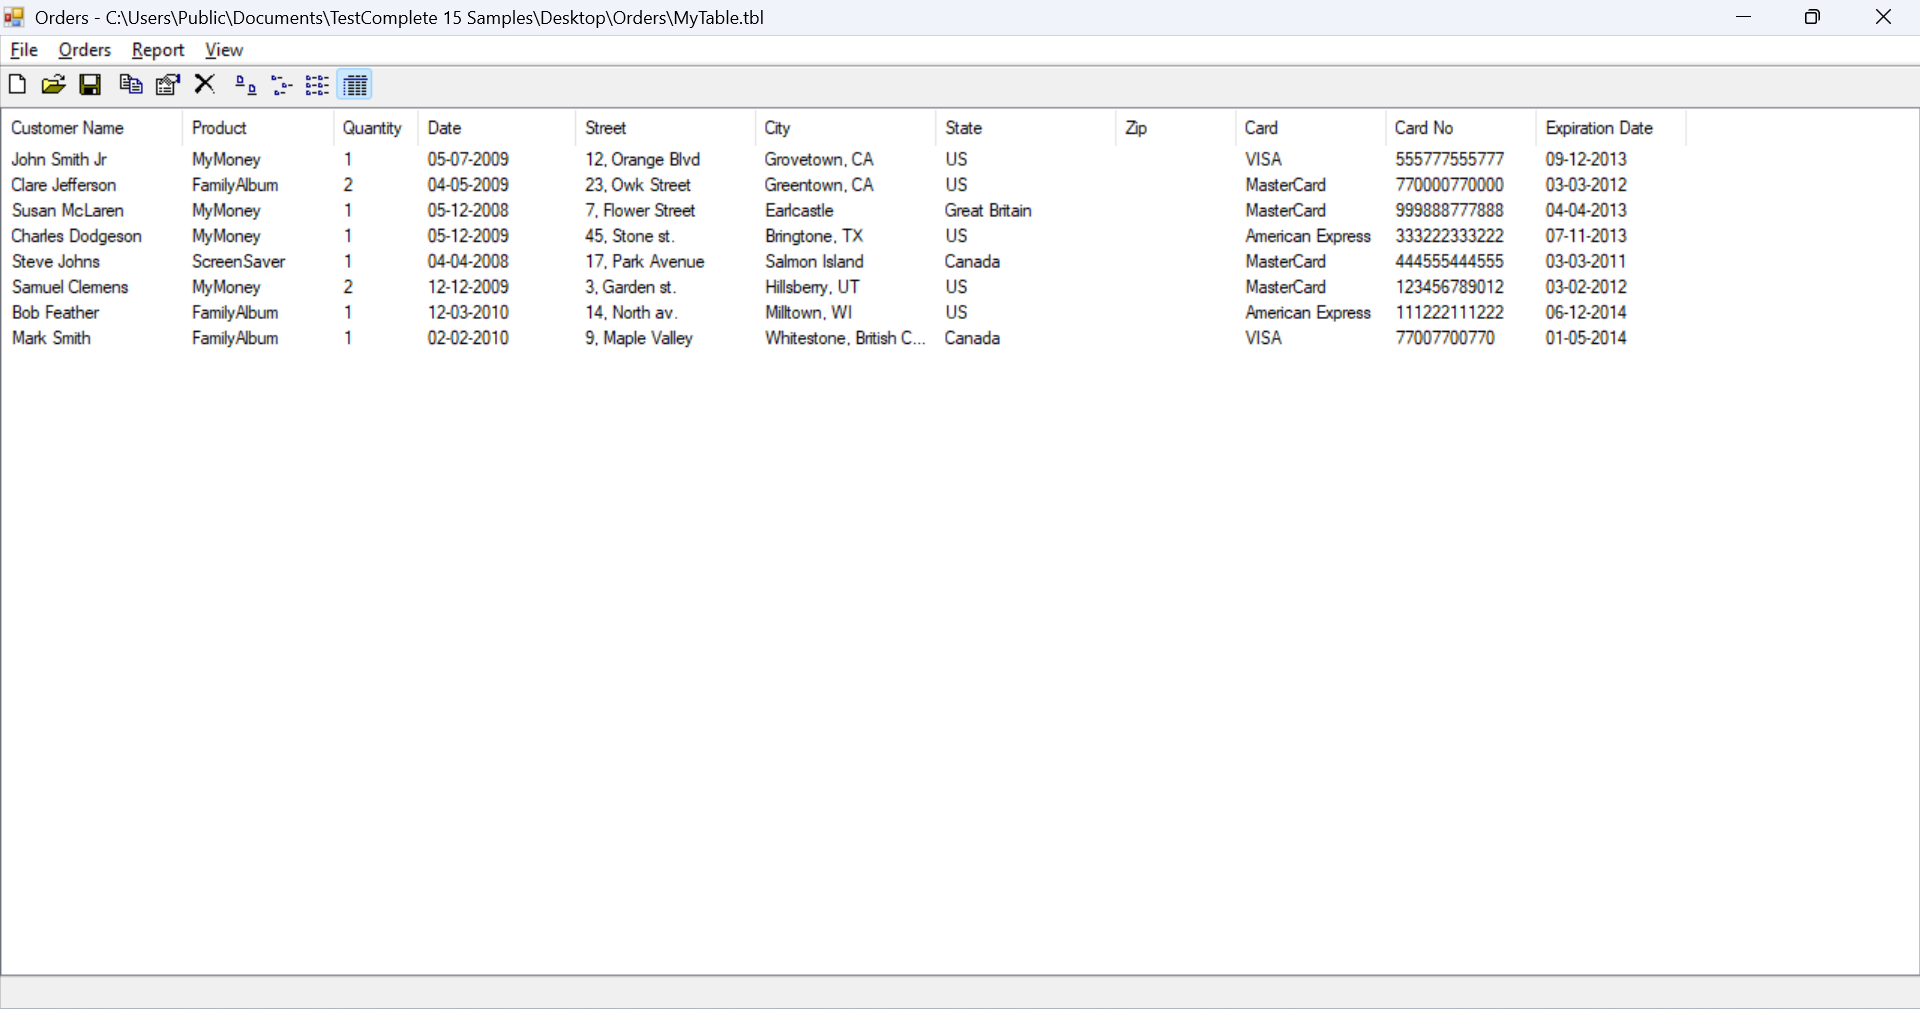 Orders - C:\Users\Public\Documents\TestComplete 15 Samples\Desktop\Orders\MyTable.tbl
File Orders Report View
Customer Name Product Quantity Date Street City State Zip Card Card No Expiration Date
John Smith Jr MyMoney 1 05-07-2009 12, Orange Blvd Grovetown, CA US VISA 555777555777 09-12-2013
Clare Jefferson FamilyAlbum 2 04-05-2009 23, Owk Street Greentown, CA US MasterCard 770000770000 03-03-2012
Susan McLaren MyMoney 1 05-12-2008 7, Flower Street Earlcastle Great Britain MasterCard 999888777888 04-04-2013
Charles Dodgeson MyMoney 1 05-12-2009 45, Stone st. Bringtone, TX US American Express 333222333222 07-11-2013
Steve Johns ScreenSaver 1 04-04-2008 17, Park Avenue Salmon Island Canada MasterCard 444555444555 03-03-2011
Samuel Clemens MyMoney 2 12-12-2009 3, Garden st. Hillsberry, UT US MasterCard 123456789012 03-02-2012
Bob Feather FamilyAlbum 1 12-03-2010 14, North av. Milltown, WI US American Express 111222111222 06-12-2014
Mark Smith FamilyAlbum 1 02-02-2010 9, Maple Valley Whitestone, British C... Canada VISA 77007700770 01-05-2014